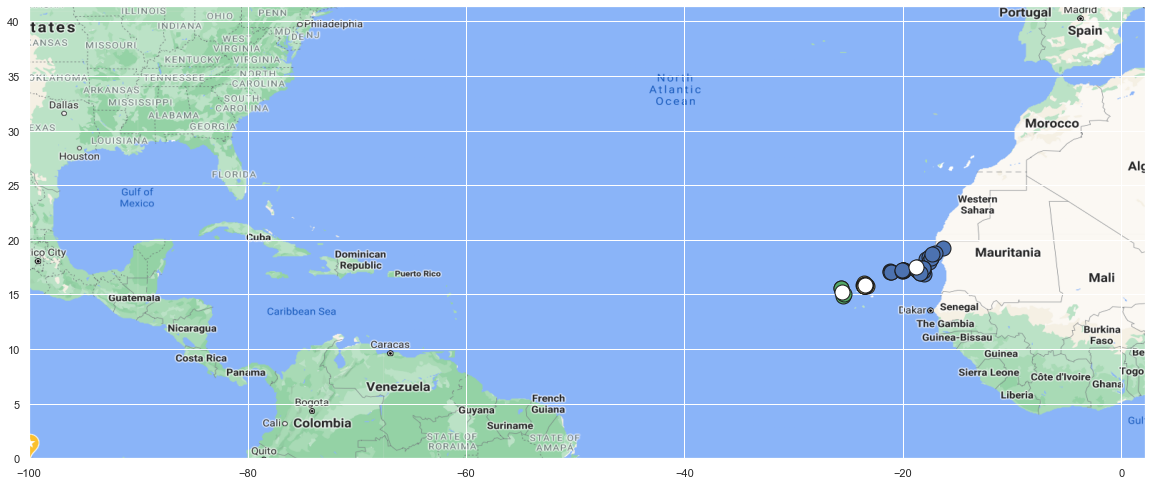 40
35
30
25
20
15
10
5
0
−100
−80
−60
−40
−20
0
ILLINOIS
OHIO
PENN
Philadelphia
tates
INDIANA
MD
DE
NJ
ANSAS
MISSOURI
WEST
VIRGINIA
KENTUCKY
VIRGINIA
OKLAHOMA
TENNESSEE
NORTH
CAROLINA
ARKANSAS
MISSISSIPPI
SOUTH
CAROLINA
Dallas
ALABAMA
EXAS
GEORGIA
LOUISIANA
Houston
FLORIDA
Gulf of
Mexico
Cuba
ico City
Dominican
Republic
Puerto Rico
Guatemala
Caribbean Sea
Nicaragua
Costa Rica
Panama
Caracas
Venezuela
Bogota
Cali
Colombia
Guyana
French
Guiana
Suriname
STATE OF
RORAIMA
STATE OF
AMAPA
Quito
North
Atlantic
Ocean
Portugal
Madrid
Spain
Morocco
Alg
Western
Sahara
Mauritania
Mali
Dakar
Senegal
The Gambia
Guinea-Bissau
Burkina
Faso
Guinea
Be
Sierra Leone
Côte d'Ivoire
Togo
Ghana
Liberia
Gulf